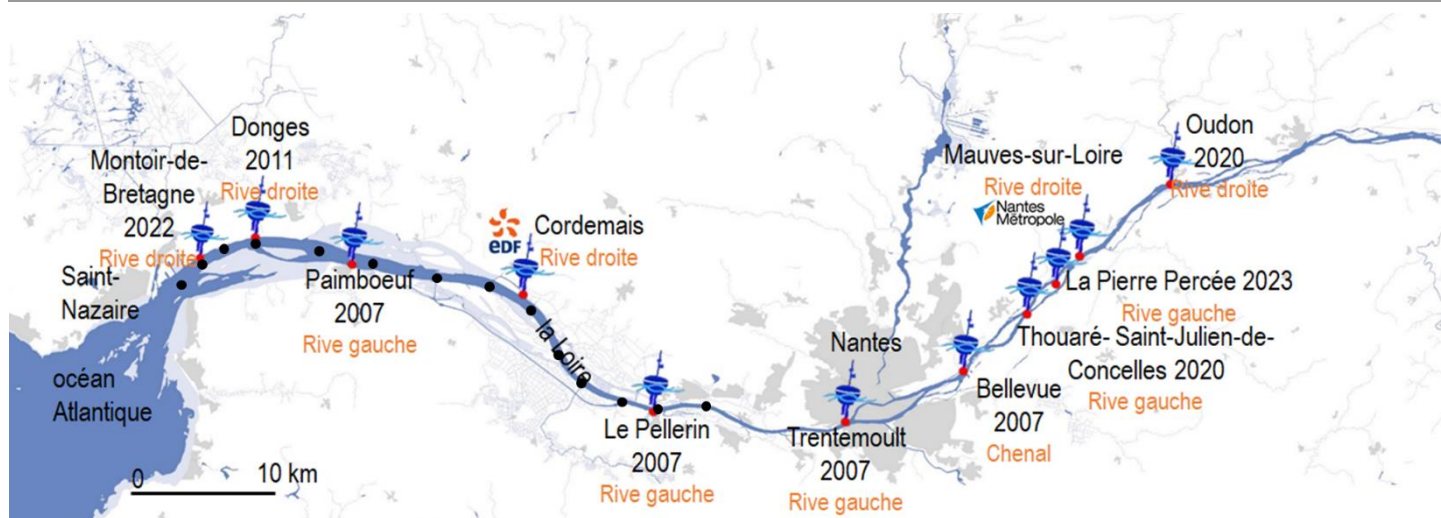 Donges
2011
Rive droite
Montoir-de-
Bretagne
2022
Rive droite
Saint-
Nazaire
océan
Atlantique
0 10 km
Paimboeuf
2007
Rive gauche
eDF
Cordemais
Rive droite
la Loire
Le Pellerin
2007
Rive gauche
Nantes
Trentemoult
2007
Rive gauche
Bellevue
2007
Chenal
Mauves-sur-Loire
Rive droite
Nantes
Métropole
Oudon
2020
Rive droite
La Pierre Percée 2023
Rive gauche
Thouaré- Saint-Julien-de-
Concelles 2020
Rive gauche